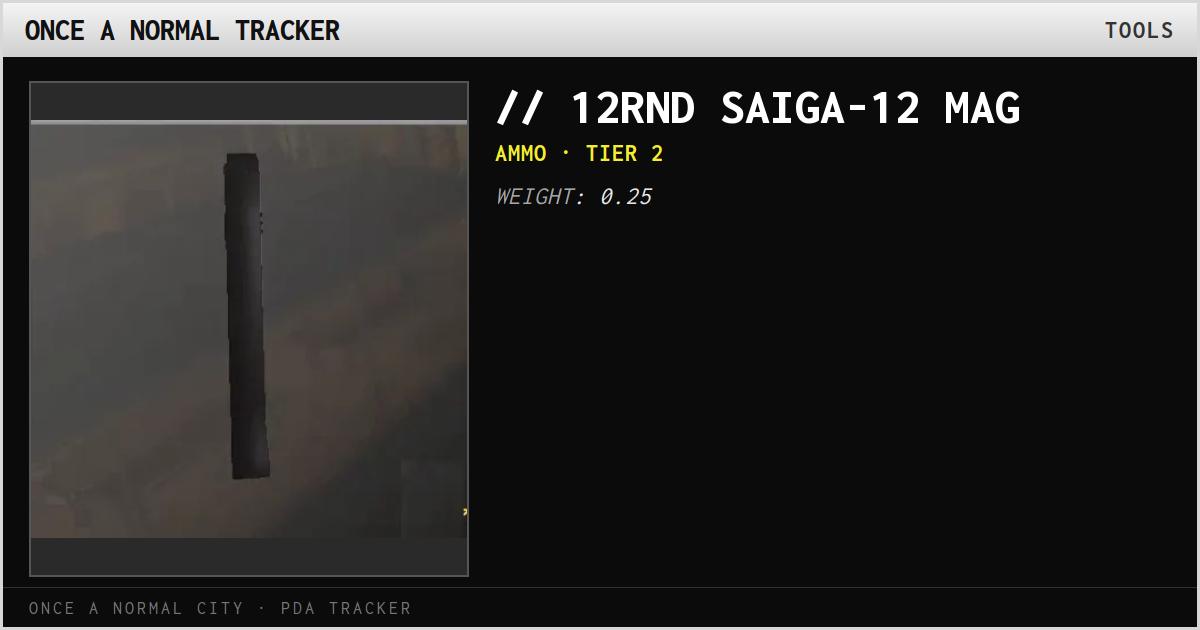 ONCE A NORMAL TRACKER
TOOLS
// 12RND SAIGA-12 MAG
AMMO · TIER 2
WEIGHT: 0.25
ONCE A NORMAL CITY · PDA TRACKER